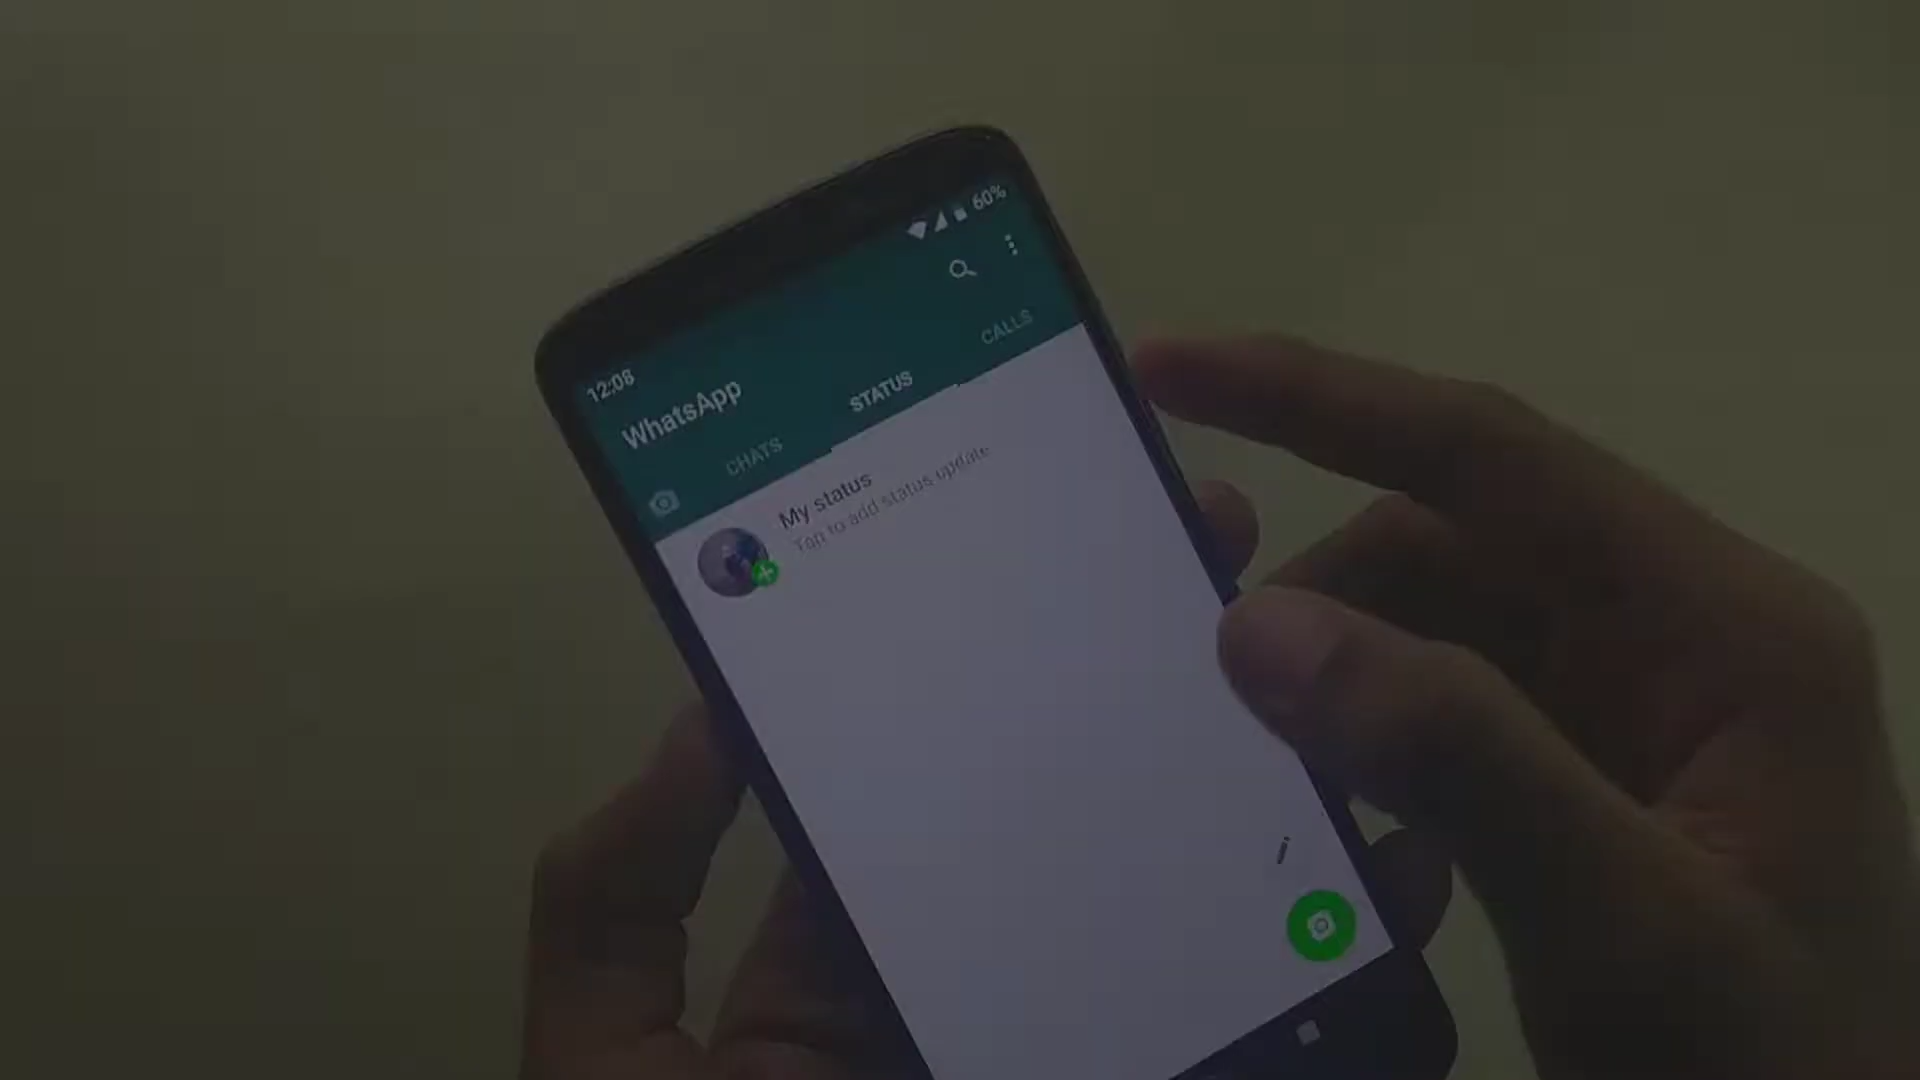 12:08
60%
WhatsApp
CHATS
STATUS
CALLS
My status
Tap to add status update